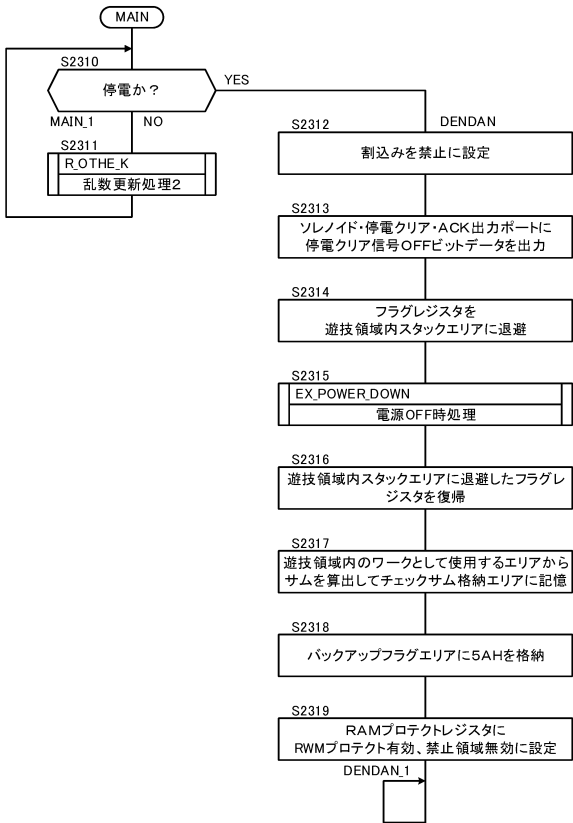 MAIN
S2310
停電か?
YES
MAIN_1
NO
S2311
R_OTHE_K
乱数更新処理2
DENDAN
S2312
割込みを禁止に設定
S2313
ソレノイド・停電クリア・ACK出力ポートに
停電クリア信号OFFビットデータを出力
S2314
フラグレジスタを
遊技領域内スタックエリアに退避
S2315
EX_POWER_DOWN
電源OFF時処理
S2316
遊技領域内スタックエリアに退避したフラグレ
ジスタを復帰
S2317
遊技領域内のワークとして使用するエリアから
サムを算出してチェックサム格納エリアに記憶
S2318
バックアップフラグエリアに5AHを格納
S2319
RAMプロテクトレジスタに
RWMプロテクト有効、禁止領域無効に設定
DENDAN_1